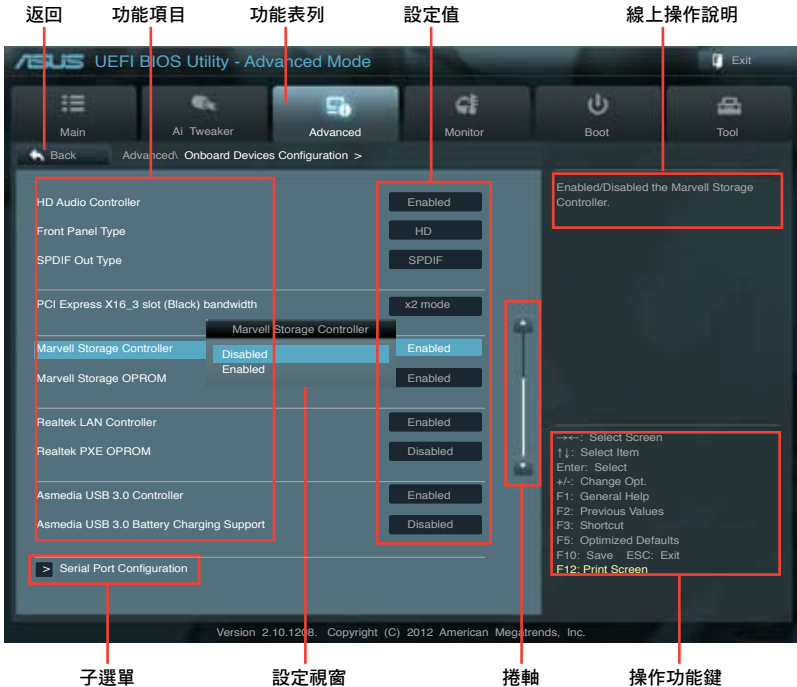 返回 功能項目 功能表列 設定值 線上操作說明
ASUS UEFI BIOS Utility - Advanced Mode Exit
Main Ai Tweaker Advanced Monitor Boot Tool
Back Advanced\ Onboard Devices Configuration >
Enabled/Disabled the Marvell Storage
Controller.
HD Audio Controller Enabled
Front Panel Type HD
SPDIF Out Type SPDIF
PCI Express X16_3 slot (Black) bandwidth x2 mode
Marvell Storage Controller
Marvell Storage Controller Enabled
Disabled
Enabled
Marvell Storage OPROM Enabled
Realtek LAN Controller Enabled
Realtek PXE OPROM Disabled
Asmedia USB 3.0 Controller Enabled
Asmedia USB 3.0 Battery Charging Support Disabled
> Serial Port Configuration
→←: Select Screen
↑↓: Select Item
Enter: Select
+/-: Change Opt.
F1: General Help
F2: Previous Values
F3: Shortcut
F5: Optimized Defaults
F10: Save ESC: Exit
F12: Print Screen
Version 2.10.1208. Copyright (C) 2012 American Megatrends, Inc.
子選單 設定視窗 捲軸 操作功能鍵